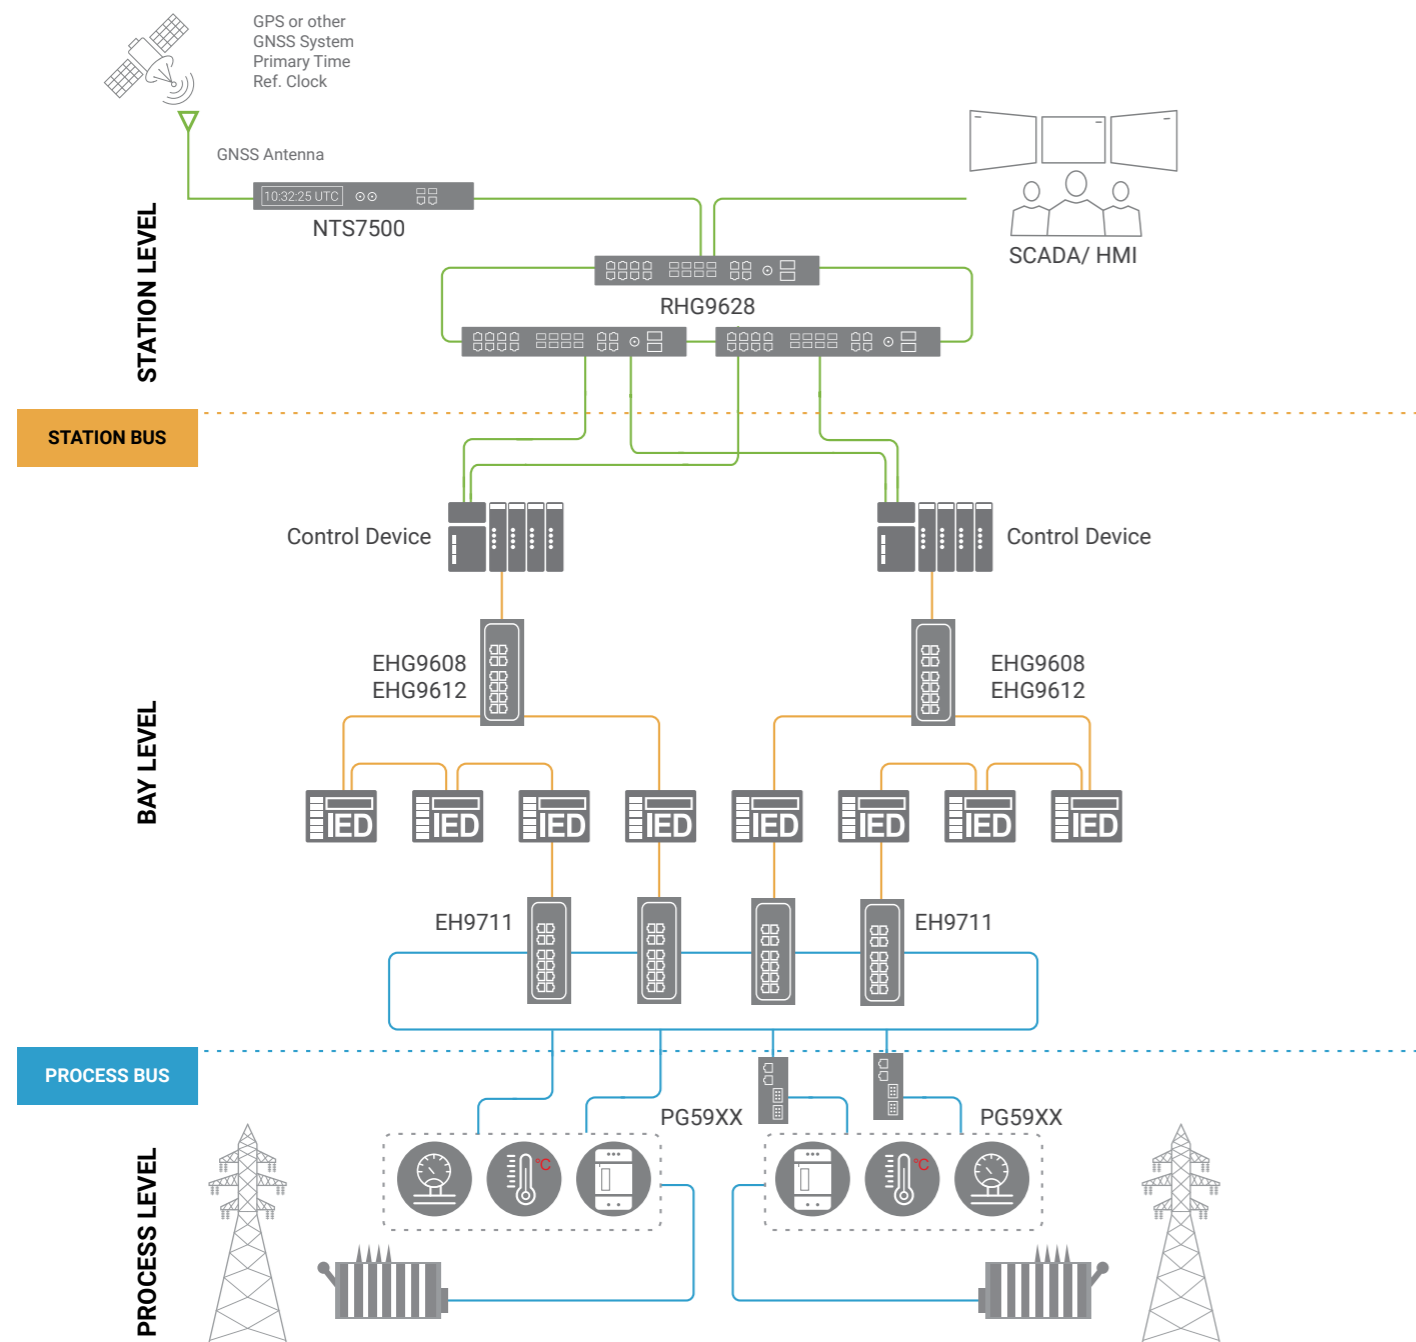 GPS or other
GNSS System
Primary Time
Ref. Clock
GNSS Antenna
10:32:25 UTC
NTS7500
SCADA/ HMI
RHG9628
STATION LEVEL
STATION BUS
Control Device
Control Device
EHG9608
EHG9612
EHG9608
EHG9612
BAY LEVEL
IED
IED
IED
IED
IED
IED
IED
IED
EH9711
EH9711
PROCESS BUS
PG59XX
PG59XX
°C
°C
PROCESS LEVEL